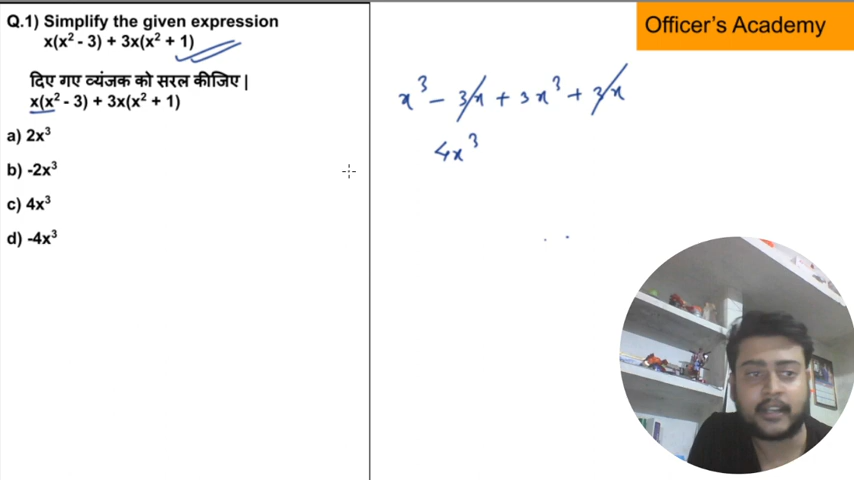 Q.1) Simplify the given expression
x(x² - 3) + 3x(x² + 1)
दिए गए व्यंजक को सरल कीजिए |
x(x² - 3) + 3x(x² + 1)
a) 2x³
b) -2x³
c) 4x³
d) -4x³
Officer's Academy
x³ - 3x + 3x³ + 3x
4x³